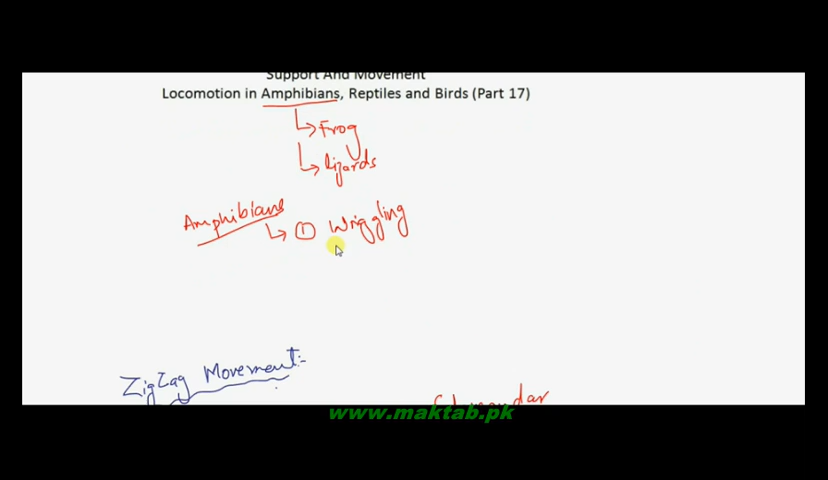 Support And Movement
Locomotion in Amphibians, Reptiles and Birds (Part 17)
Frog
lizards
Amphibians
① Wriggling
ZigZag Movement:-
www.maktab.pk